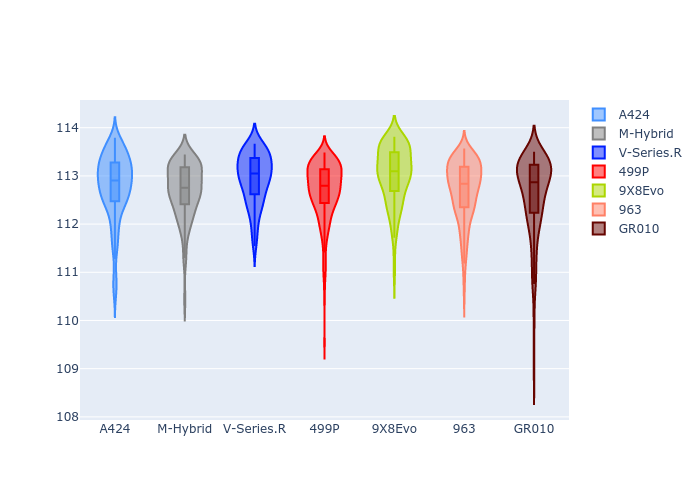 114
113
112
111
110
109
108
A424
M-Hybrid
V-Series.R
499P
9X8Evo
963
GR010
A424
M-Hybrid
V-Series.R
499P
9X8Evo
963
GR010